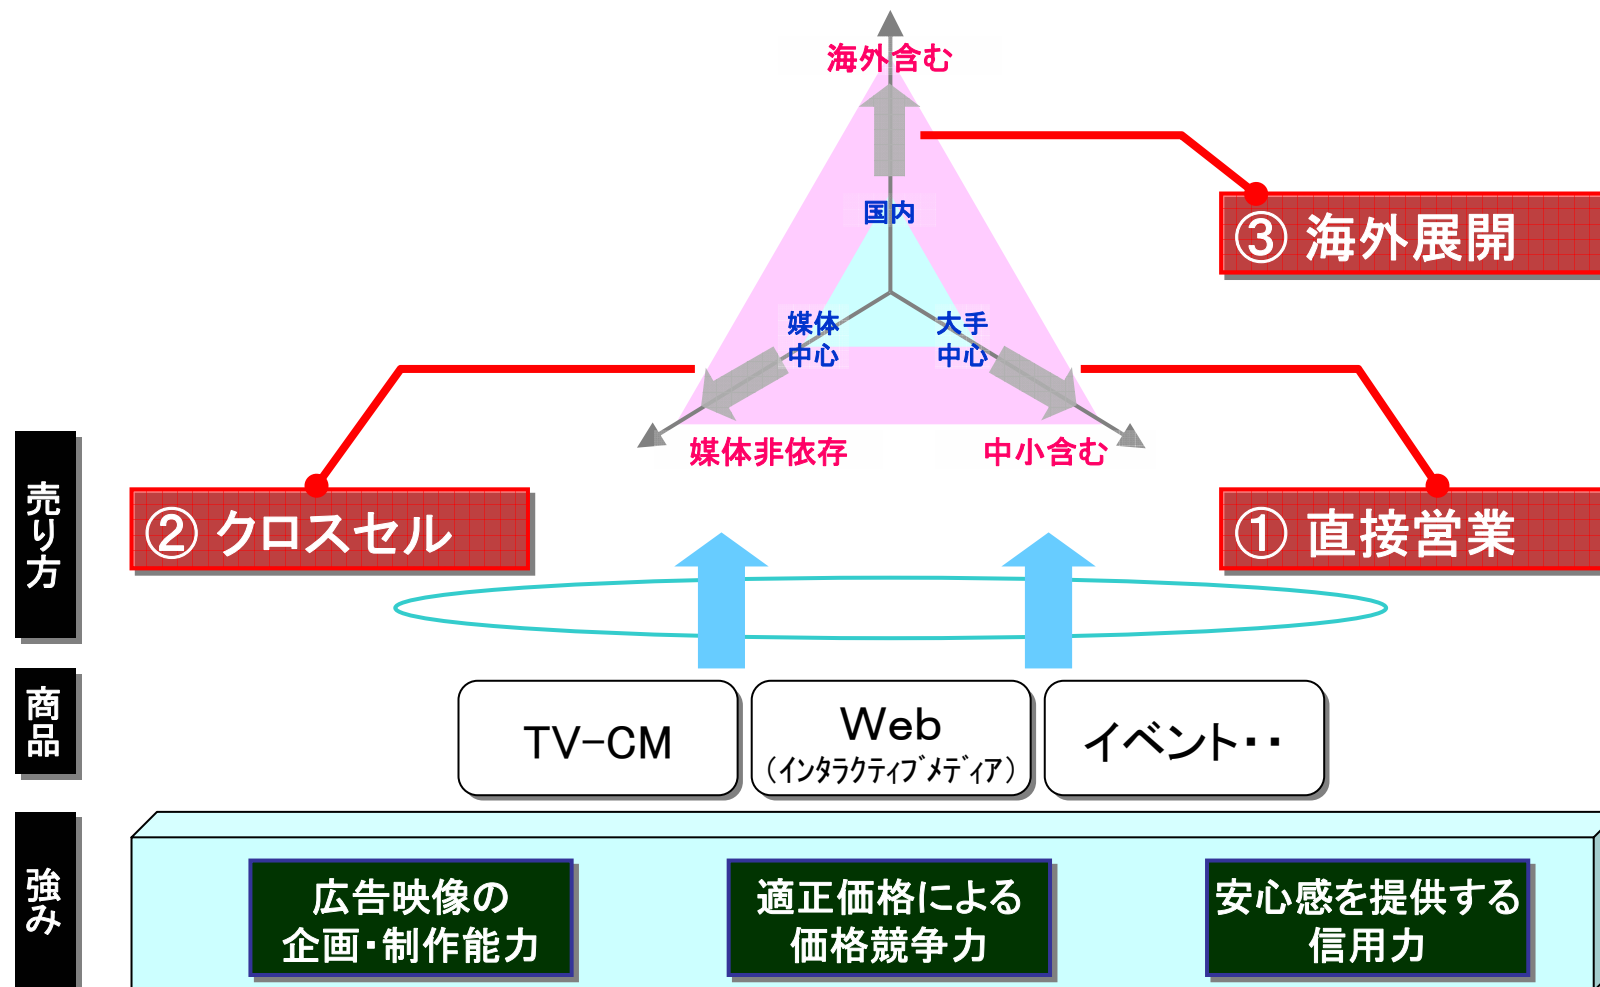 海外含む
国内
③ 海外展開
媒体
中心
大手
中心
媒体非依存
中小含む
売り方
② クロスセル
① 直接営業
商品
TV-CM
Web
(インタラクティブメディア)
イベント・・
強み
広告映像の
企画・制作能力
適正価格による
価格競争力
安心感を提供する
信用力